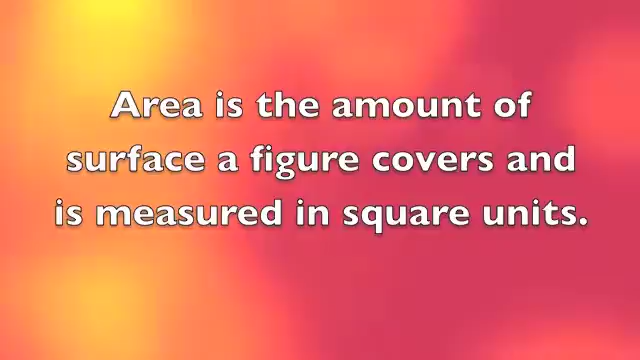 Area is the amount of
surface a figure covers and
is measured in square units.